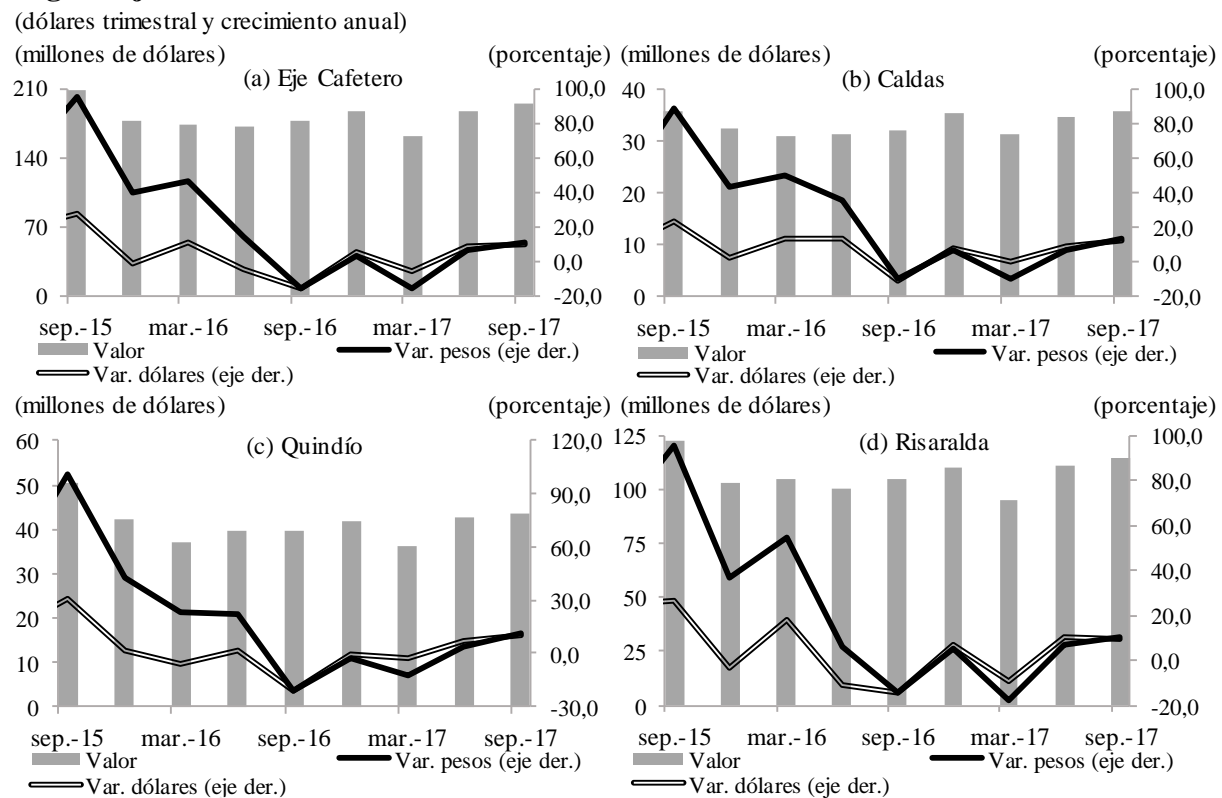 (dólares trimestral y crecimiento anual)
(millones de dólares) (porcentaje)
(a) Eje Cafetero
210 100,0
80,0
140 60,0
40,0
70 20,0
0,0
0 -20,0
sep.-15 mar.-16 sep.-16 mar.-17 sep.-17
Valor Var. pesos (eje der.)
Var. dólares (eje der.)
(millones de dólares) (porcentaje)
(b) Caldas
40 100,0
80,0
30 60,0
20 40,0
20,0
10 0,0
0 -20,0
sep.-15 mar.-16 sep.-16 mar.-17 sep.-17
Valor Var. pesos (eje der.)
Var. dólares (eje der.)
(millones de dólares) (porcentaje)
(c) Quindío
60 120,0
50 90,0
40 60,0
30
20 30,0
10 0,0
0 -30,0
sep.-15 mar.-16 sep.-16 mar.-17 sep.-17
Valor Var. pesos (eje der.)
Var. dólares (eje der.)
(millones de dólares) (porcentaje)
(d) Risaralda
125 100,0
100 80,0
75 60,0
40,0
50 20,0
25 0,0
0 -20,0
sep.-15 mar.-16 sep.-16 mar.-17 sep.-17
Valor Var. pesos (eje der.)
Var. dólares (eje der.)